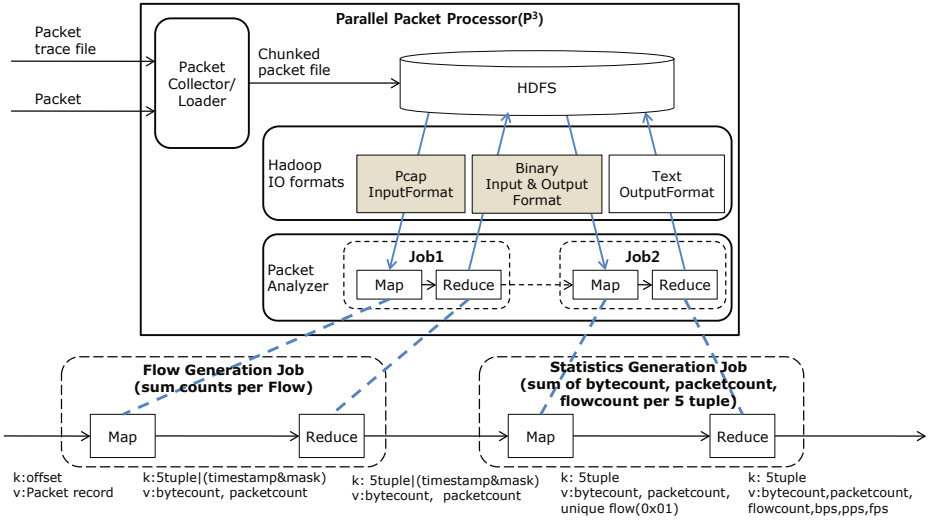 Parallel Packet Processor(P³)
Packet
trace file
Packet
Packet
Collector/
Loader
Chunked
packet file
HDFS
Hadoop
IO formats
Pcap
InputFormat
Binary
Input & Output
Format
Text
OutputFormat
Packet
Analyzer
Job1
Map
Reduce
Job2
Map
Reduce
Flow Generation Job
(sum counts per Flow)
Map
Reduce
Statistics Generation Job
(sum of bytecount, packetcount,
flowcount per 5 tuple)
Map
Reduce
k:offset
v:Packet record
k:5tuple|(timestamp&mask)
v:bytecount, packetcount
k: 5tuple|(timestamp&mask)
v:bytecount, packetcount
k: 5tuple
v:bytecount, packetcount,
unique flow(0x01)
k: 5tuple
v:bytecount,packetcount,
flowcount,bps,pps,fps